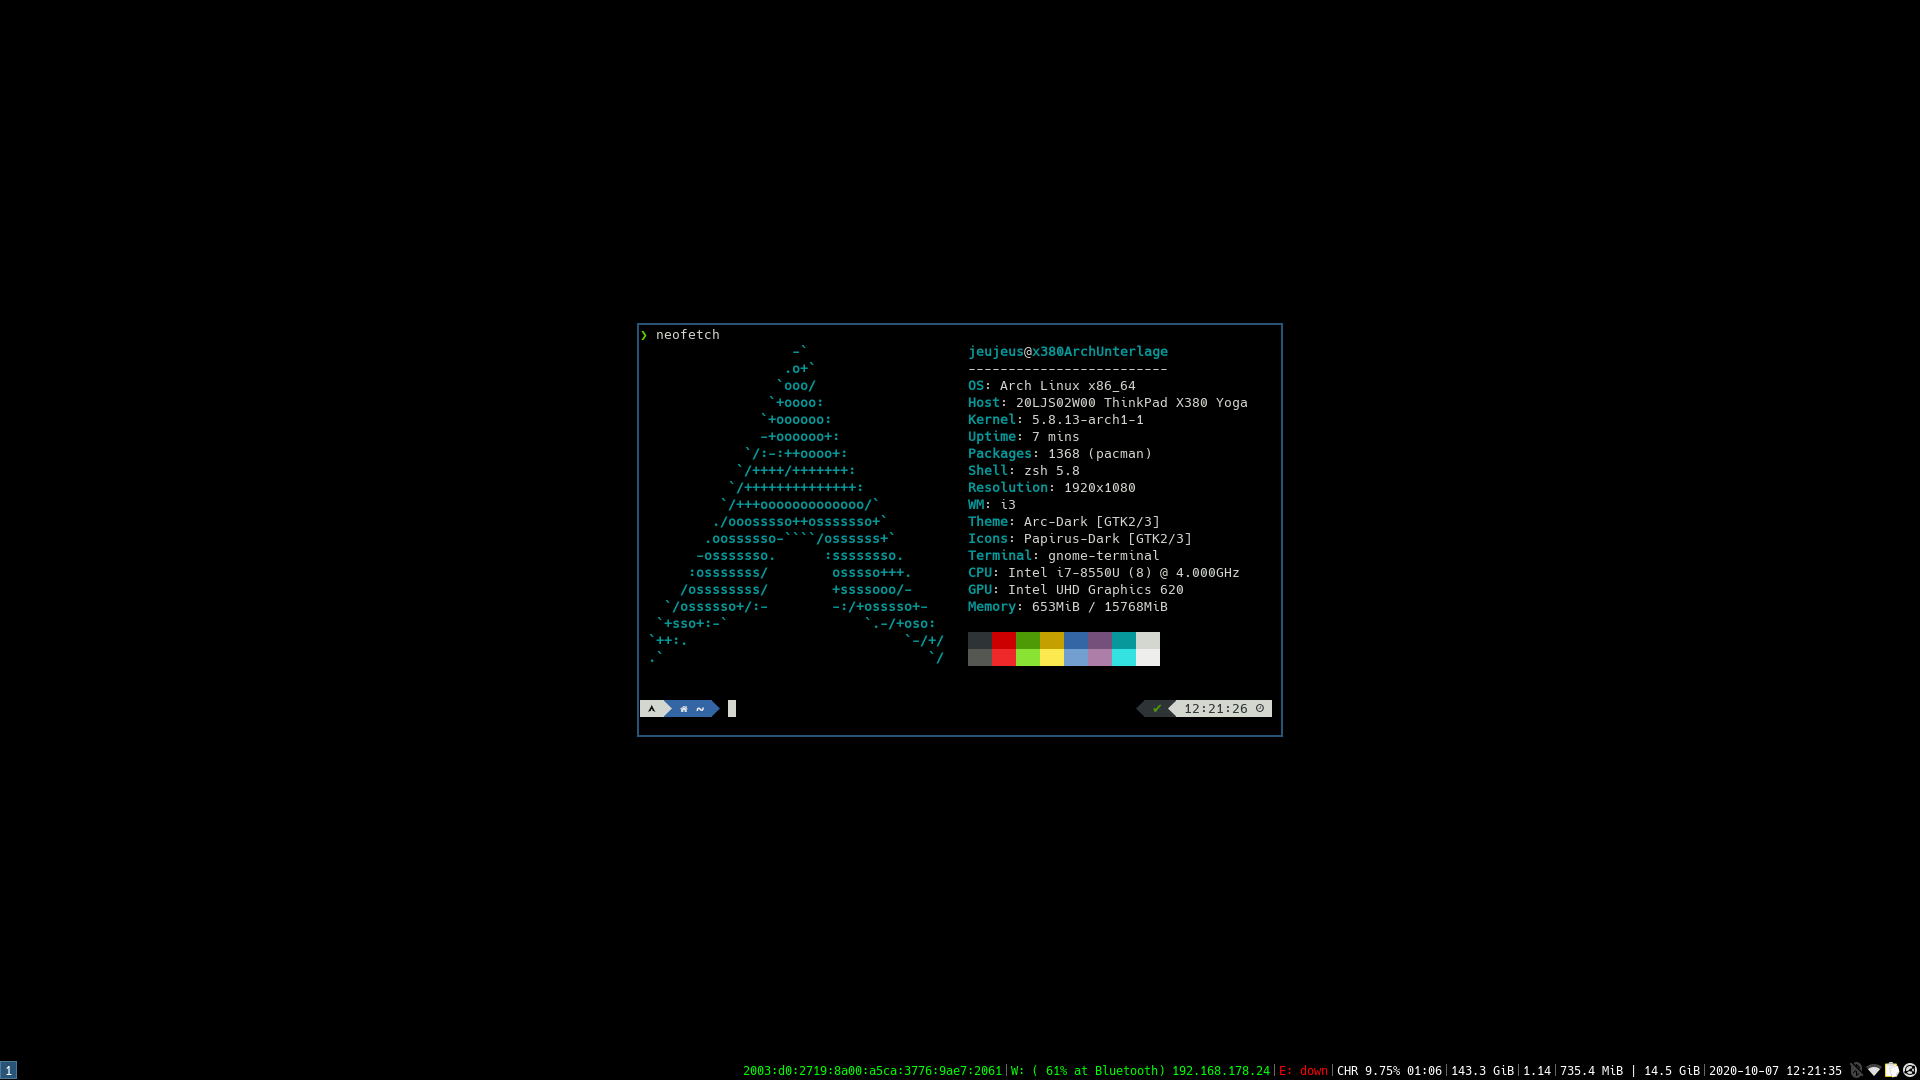 ❯ neofetch
-`
.o+`
`ooo/
`+oooo:
`+oooooo:
-+oooooo+:
`/:-:++oooo+:
`/++++/+++++++:
`/++++++++++++++:
`/+++ooooooooooooo/`
./ooosssso++osssssso+`
.oossssso-````/ossssss+`
-osssssso.      :ssssssso.
:osssssss/        osssso+++.
/ossssssss/        +ssssooo/-
`/ossssso+/:-        -:/+osssso+-
`+sso+:-`                 `.-/+oso:
`++:.                           `-/+/
.`                                 `/
jeujeus@x380ArchUnterlage
-------------------------
OS: Arch Linux x86_64
Host: 20LJS02W00 ThinkPad X380 Yoga
Kernel: 5.8.13-arch1-1
Uptime: 7 mins
Packages: 1368 (pacman)
Shell: zsh 5.8
Resolution: 1920x1080
WM: i3
Theme: Arc-Dark [GTK2/3]
Icons: Papirus-Dark [GTK2/3]
Terminal: gnome-terminal
CPU: Intel i7-8550U (8) @ 4.000GHz
GPU: Intel UHD Graphics 620
Memory: 653MiB / 15768MiB
~ ✔ 12:21:26
1 2003:d0:2719:8a00:a5ca:3776:9ae7:2061|W: ( 61% at Bluetooth) 192.168.178.24|E: down|CHR 9.75% 01:06|143.3 GiB|1.14|735.4 MiB | 14.5 GiB|2020-10-07 12:21:35